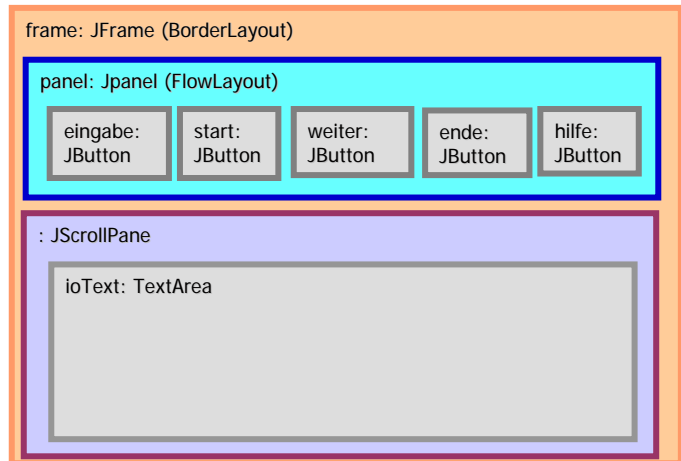 frame: JFrame (BorderLayout)
panel: Jpanel (FlowLayout)
eingabe:
JButton
start:
JButton
weiter:
JButton
ende:
JButton
hilfe:
JButton
: JScrollPane
ioText: TextArea